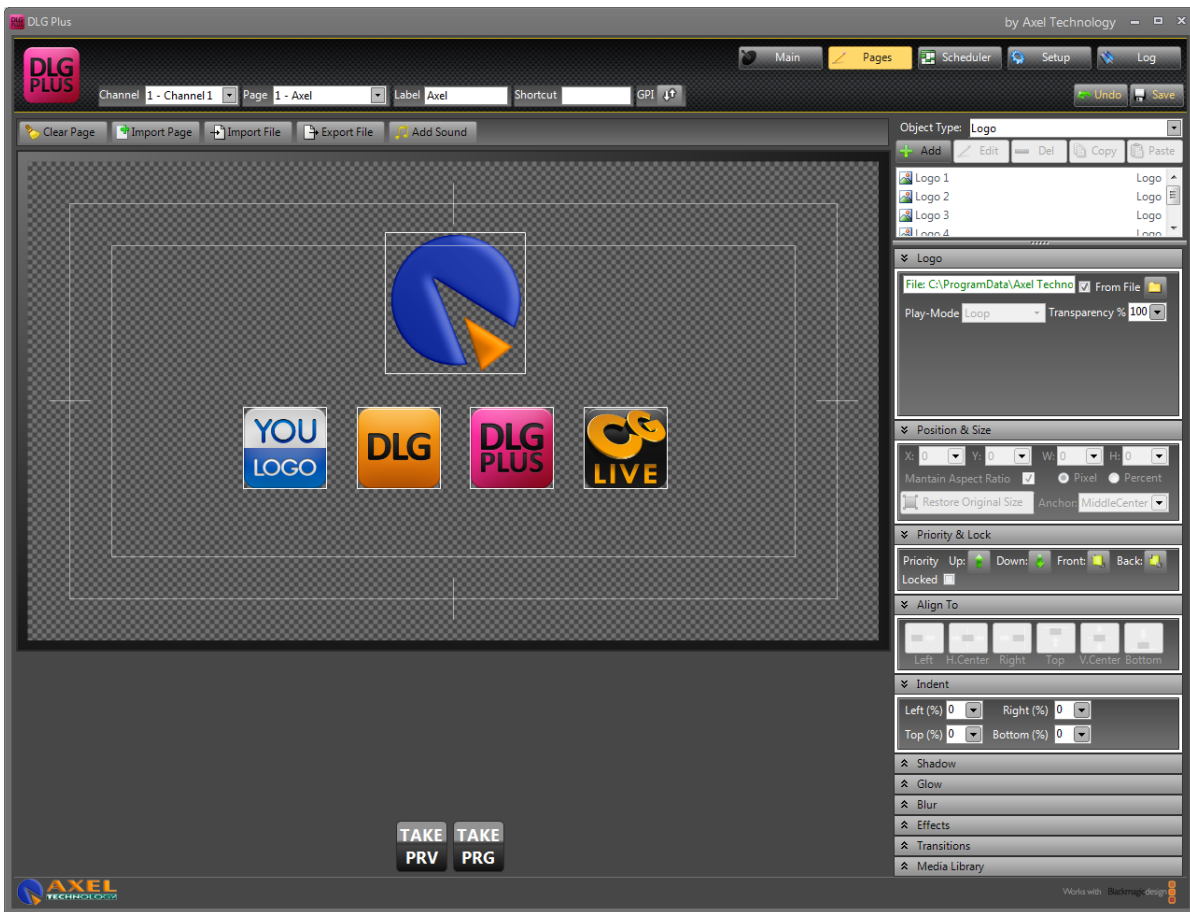 DLG Plus
by Axel Technology
DLG
PLUS
Main
Pages
Scheduler
Setup
Log
Channel 1 - Channel1 Page 1 - Axel Label Axel Shortcut GPI
Undo Save
Clear Page Import Page Import File Export File Add Sound
Object Type: Logo
Add Edit Del Copy Paste
Logo 1 Logo
Logo 2 Logo
Logo 3 Logo
Logo 4 Logo
Logo
File: C:\ProgramData\Axel Techno From File
Play-Mode Loop Transparency % 100
YOU
LOGO
DLG
DLG
PLUS
CG
LIVE
Position & Size
X: 0 Y: 0 W: 0 H: 0
Mantain Aspect Ratio Pixel Percent
Restore Original Size Anchor: MiddleCenter
Priority & Lock
Priority Up: Down: Front: Back:
Locked
Align To
Left H.Center Right Top V.Center Bottom
Indent
Left (%) 0 Right (%) 0
Top (%) 0 Bottom (%) 0
Shadow
Glow
Blur
Effects
Transitions
Media Library
TAKE
PRV
TAKE
PRG
AXEL
TECHNOLOGY
Works with Blackmagicdesign